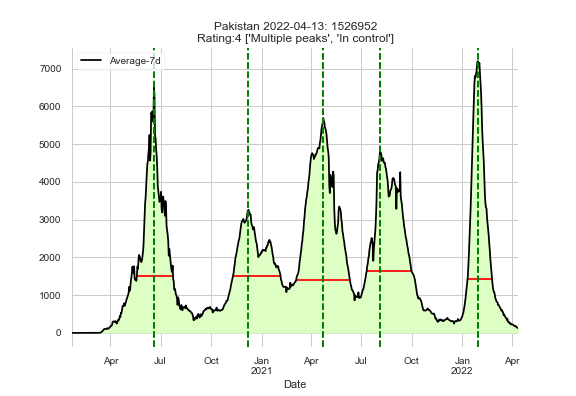 Pakistan 2022-04-13: 1526952
Rating:4 ['Multiple peaks', 'In control']
Average-7d
7000
6000
5000
4000
3000
2000
1000
0
Apr Jul Oct Jan Apr Jul Oct Jan Apr
2021 2022
Date